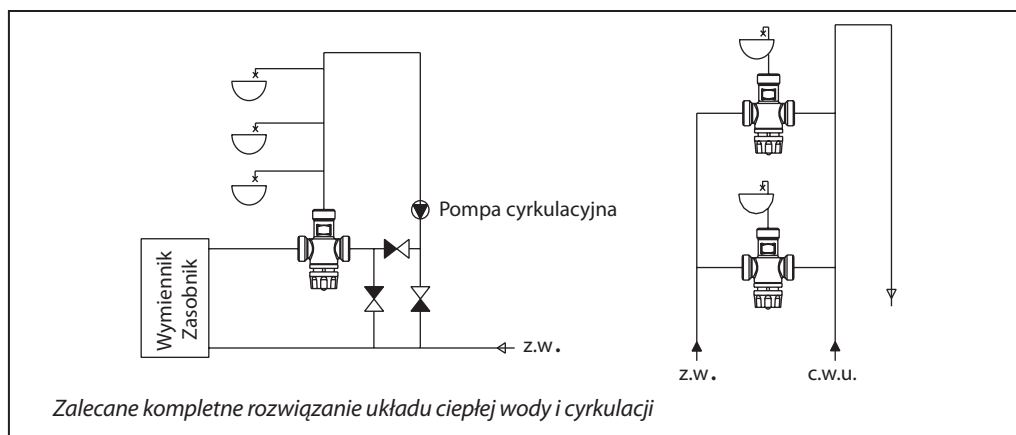 Pompa cyrkulacyjna
Wymiennik
Zasobnik
z.w.
z.w.
c.w.u.
Zalecane kompletne rozwiązanie układu ciepłej wody i cyrkulacji